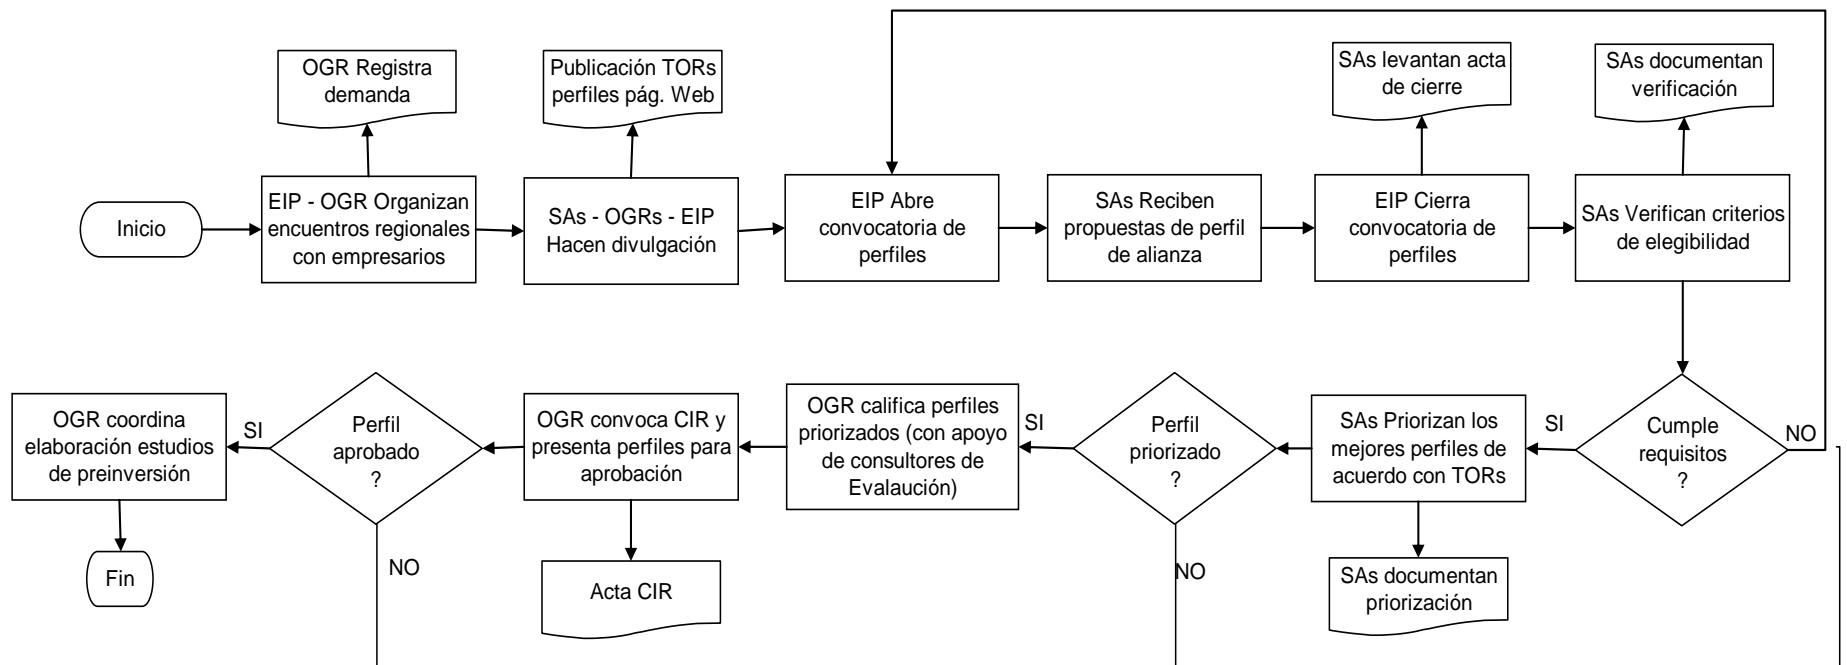 OGR Registra
demanda
Publicación TORs
perfiles pág. Web
SAs levantan acta
de cierre
SAs documentan
verificación
Inicio
EIP - OGR Organizan
encuentros regionales
con empresarios
SAs - OGRs - EIP
Hacen divulgación
EIP Abre
convocatoria de
perfiles
SAs Reciben
propuestas de perfil
de alianza
EIP Cierra
convocatoria de
perfiles
SAs Verifican criterios
de elegibilidad
OGR coordina
elaboración estudios
de preinversión
SI
Perfil
aprobado
?
OGR convoca CIR y
presenta perfiles para
aprobación
OGR califica perfiles
priorizados (con apoyo
de consultores de
Evalaución)
SI
Perfil
priorizado
?
SAs Priorizan los
mejores perfiles de
acuerdo con TORs
SI
Cumple
requisitos
?
NO
Fin
NO
Acta CIR
NO
SAs documentan
priorización